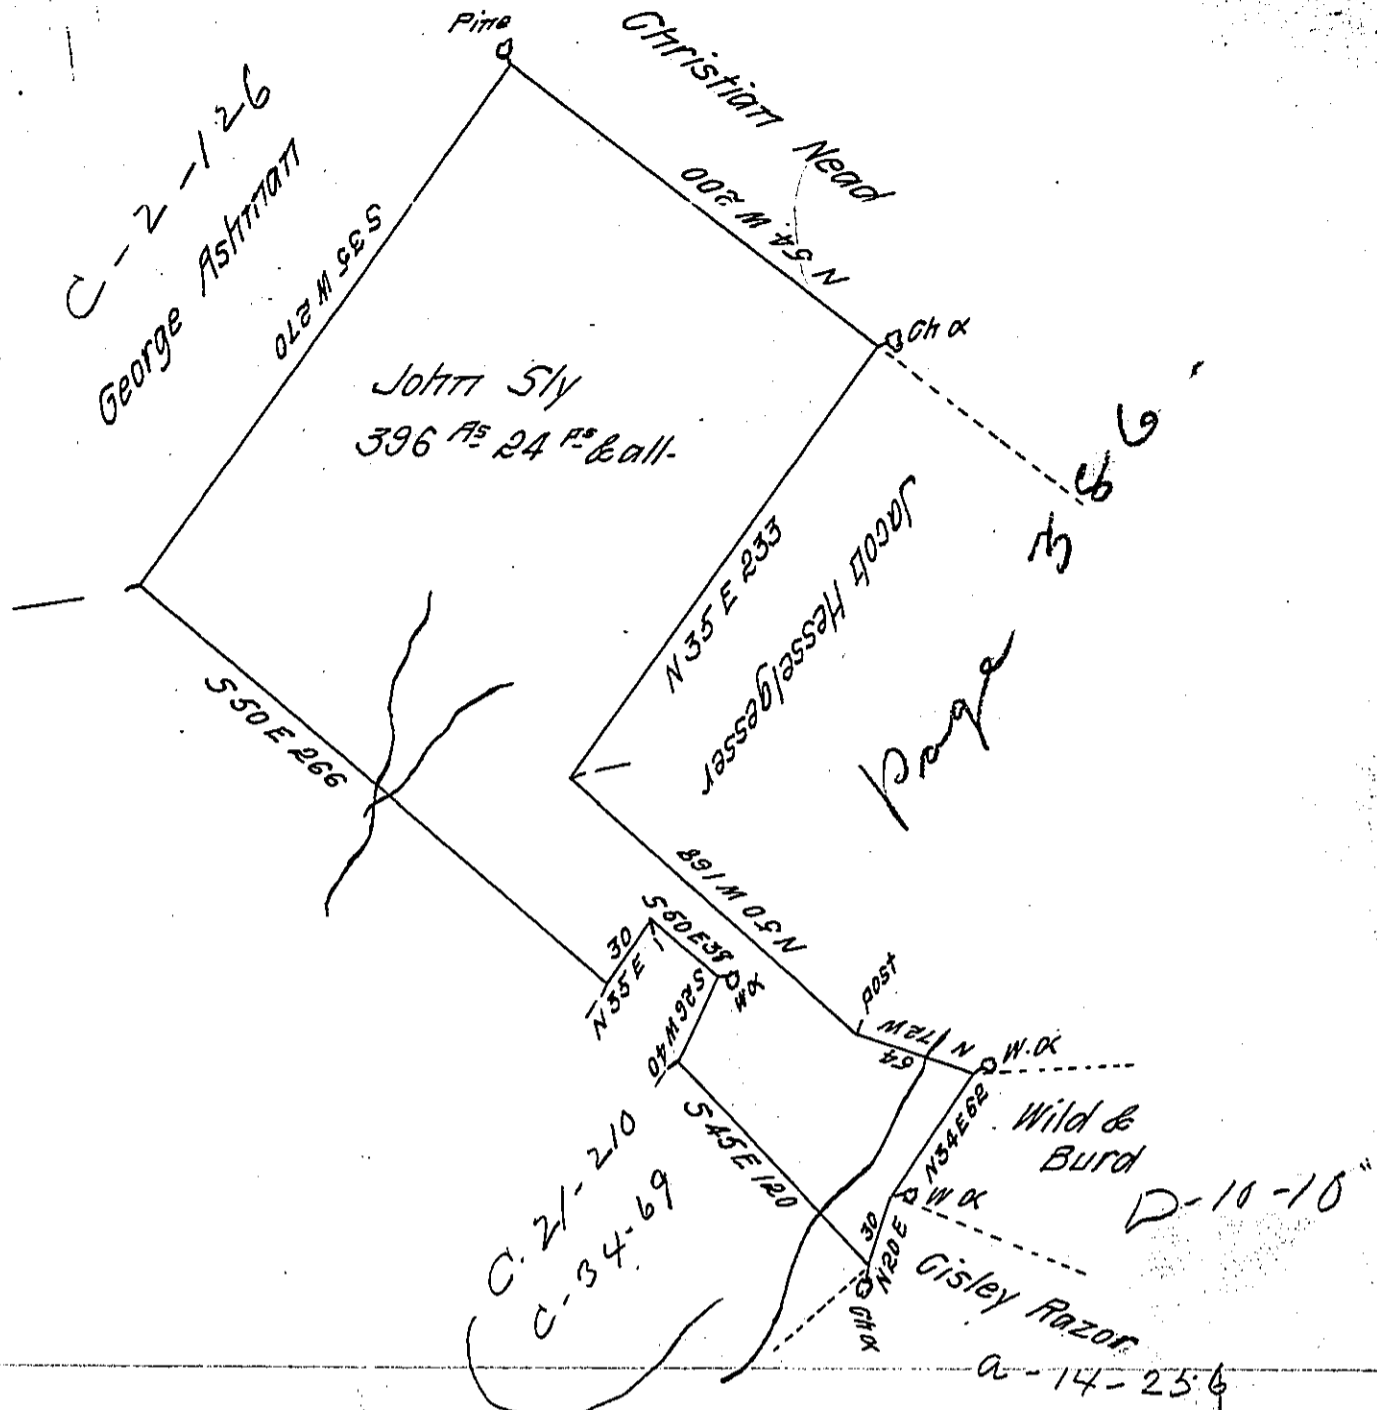 Pine
Christian Nead
C-2-126
George Ashman
S 35 W 270
N 54 W 200
Ch α
John Sly
396 As 24 Ps & all-
N 35 E 233
Jacob Hesselgesser
Page
S 50 E 266
N 50 W 168
N 35 E 30
S 50 E 38
W α
S 26 W 40
post
N 72 W 64
W. α
S 45 E 120
N 34 E 62
Wild &
Burd
W α
D-10-10"
N 20 E 30
Ch α
Gisley Razor
C. 21-210
C-34-69
a-14-256